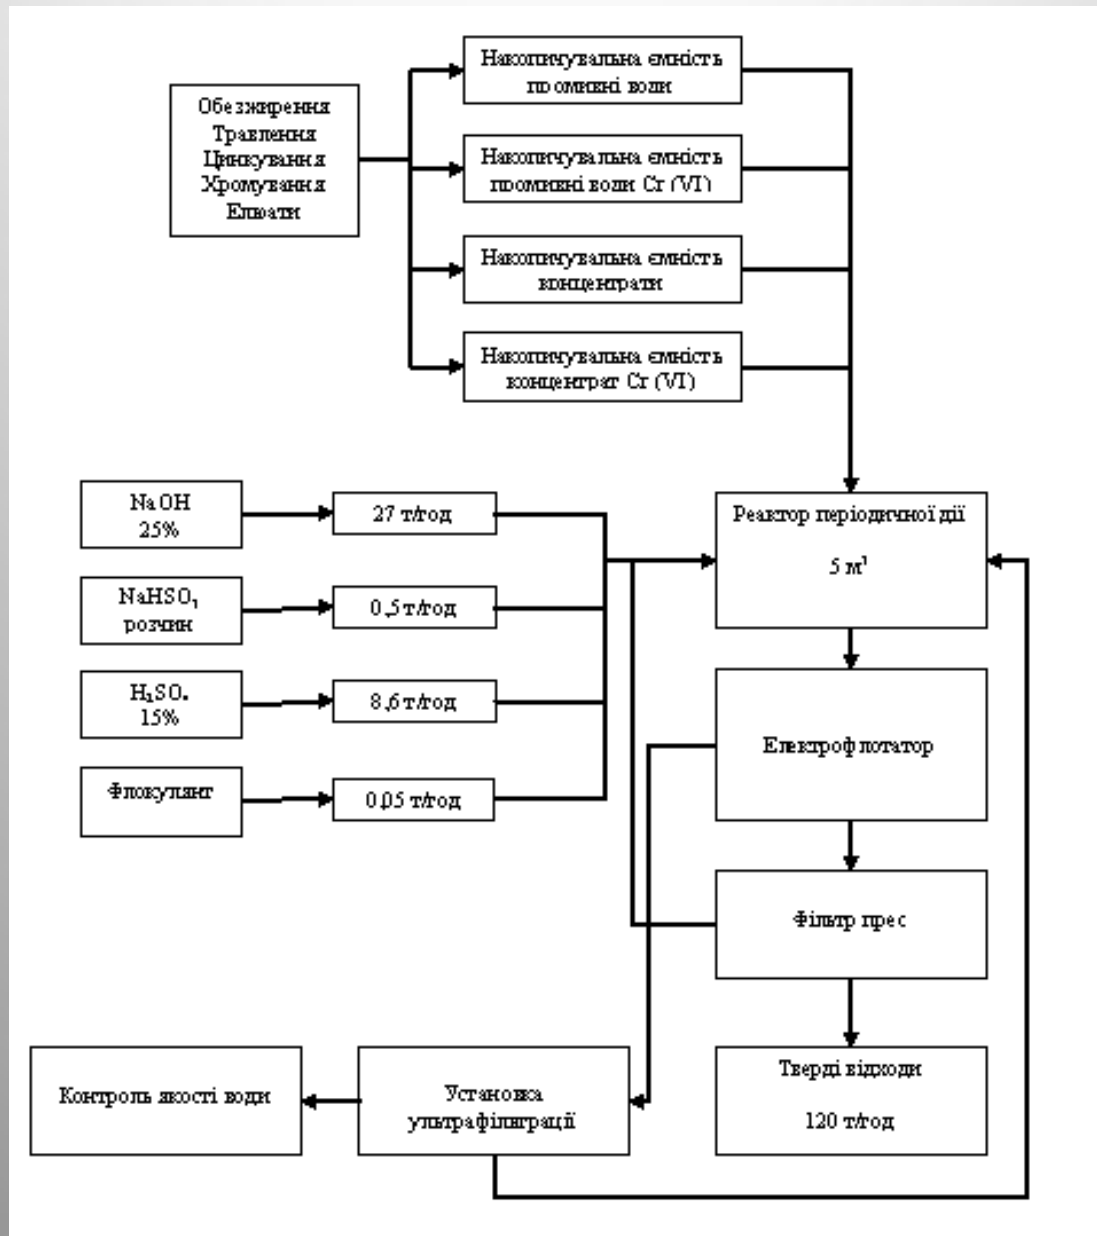 Обезжирення
Травлення
Цинкування
Хромування
Елюати
Накопичувальна ємність
промивні води
Накопичувальна ємність
промивні води Cr (VI)
Накопичувальна ємність
концентрати
Накопичувальна ємність
концентрат Cr (VI)
NaOH
25%
27 т/год
NaHSO₃
розчин
0,5 т/год
H₂SO₄
15%
8,6 т/год
Флокулянт
0,05 т/год
Реактор періодичної дії
5 м³
Електрофлотатор
Фільтр прес
Тверді відходи
120 т/год
Установка
ультрафільтрації
Контроль якості води